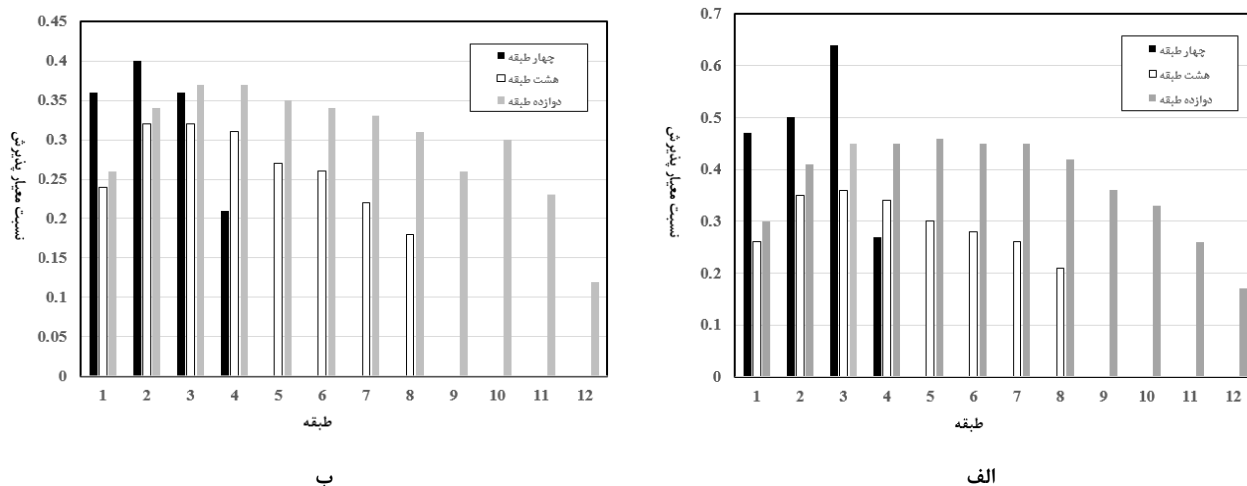 0.7
0.6
0.5
0.4
0.3
0.2
0.1
0
نسبت معیار پذیرش
چهار طبقه
هشت طبقه
دوازده طبقه
1 2 3 4 5 6 7 8 9 10 11 12
طبقه
الف
0.45
0.4
0.35
0.3
0.25
0.2
0.15
0.1
0.05
0
نسبت معیار پذیرش
چهار طبقه
هشت طبقه
دوازده طبقه
1 2 3 4 5 6 7 8 9 10 11 12
طبقه
ب